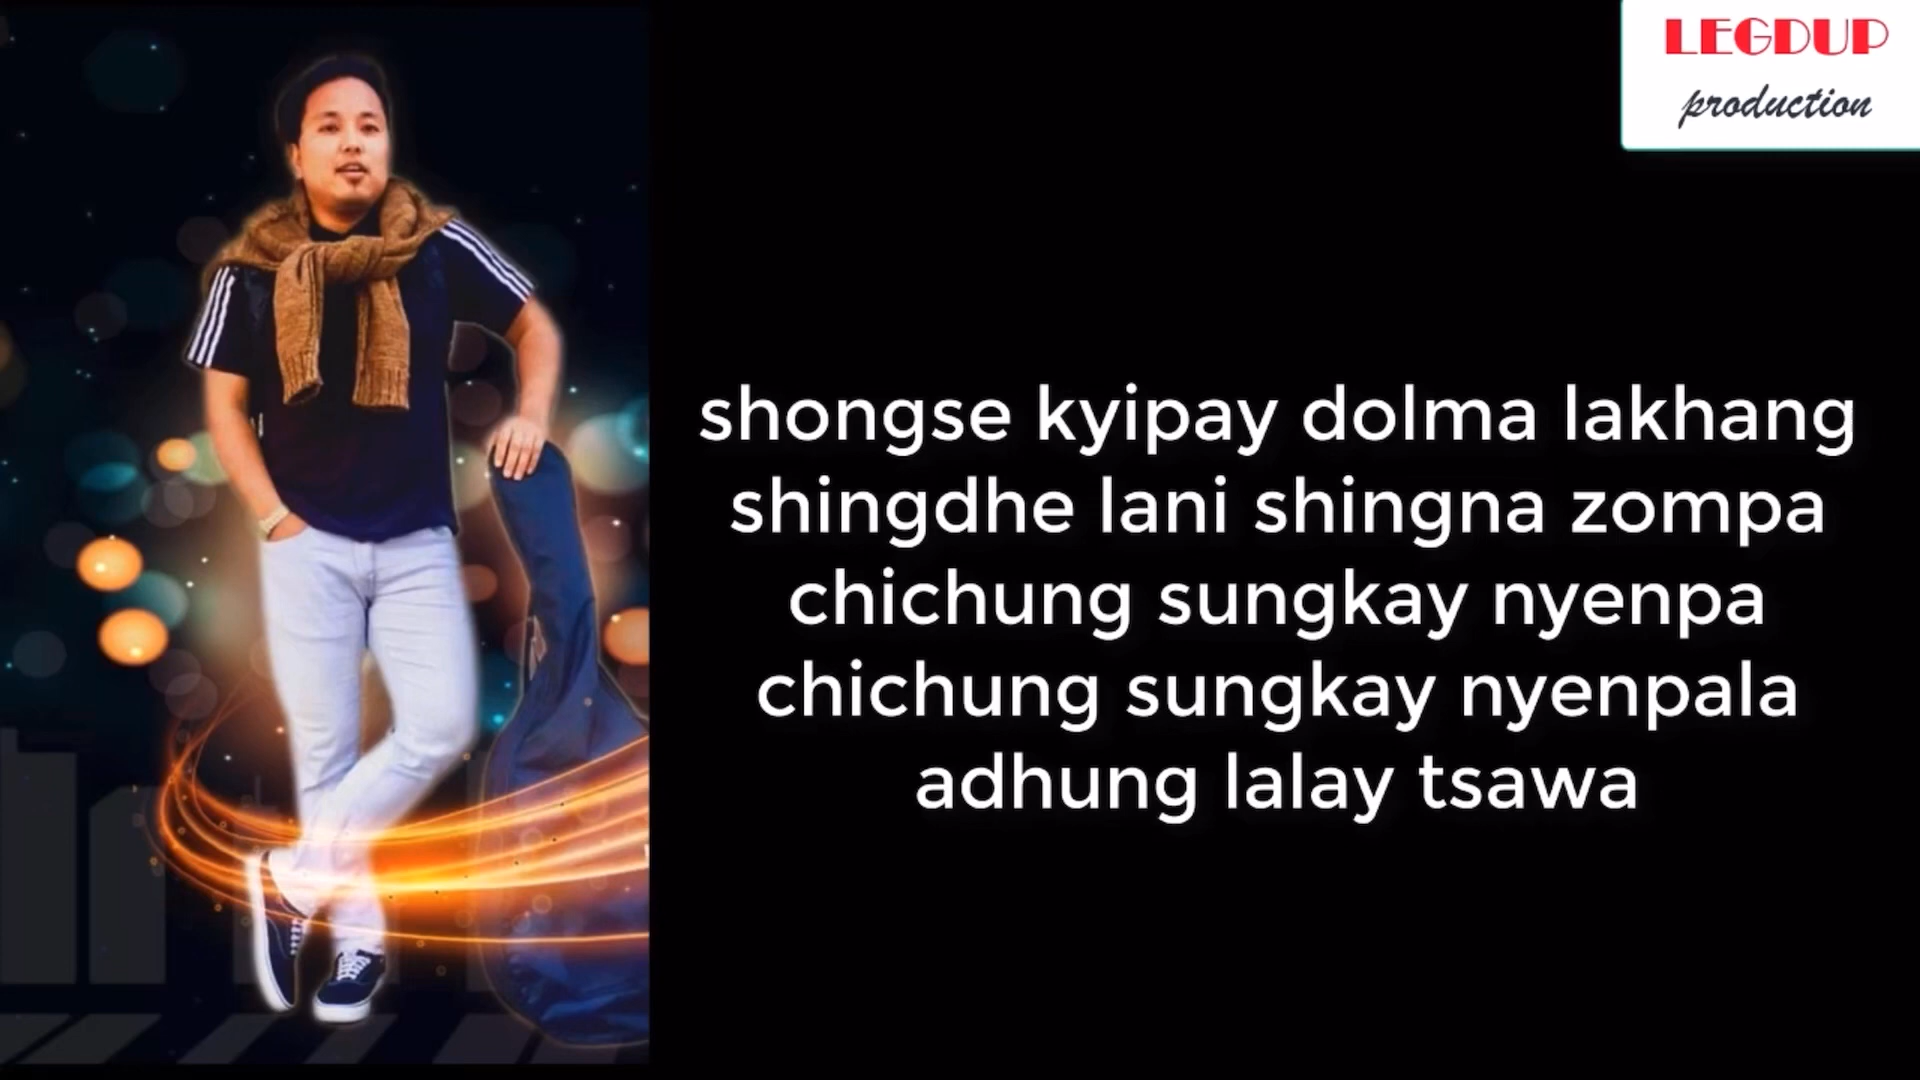 LEGDUP
production
shongse kyipay dolma lakhang
shingdhe lani shingna zompa
chichung sungkay nyenpa
chichung sungkay nyenpala
adhung lalay tsawa